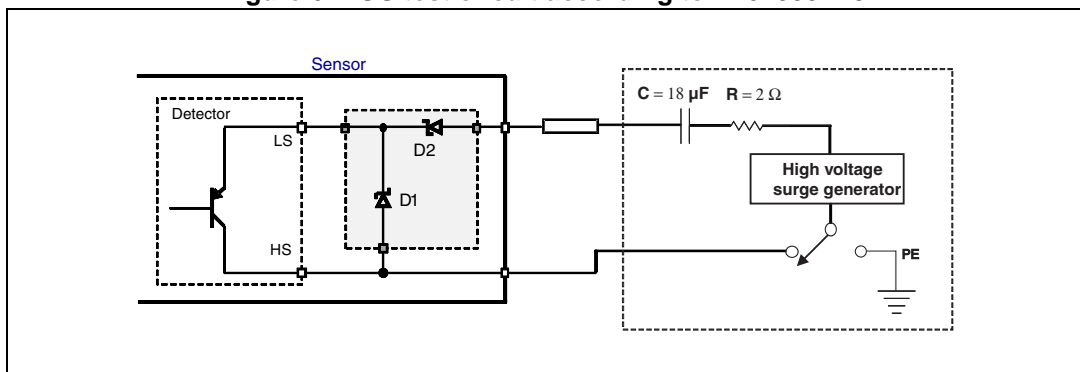 Sensor
Detector
LS
HS
D2
D1
C = 18 µF R = 2 Ω
High voltage
surge generator
PE